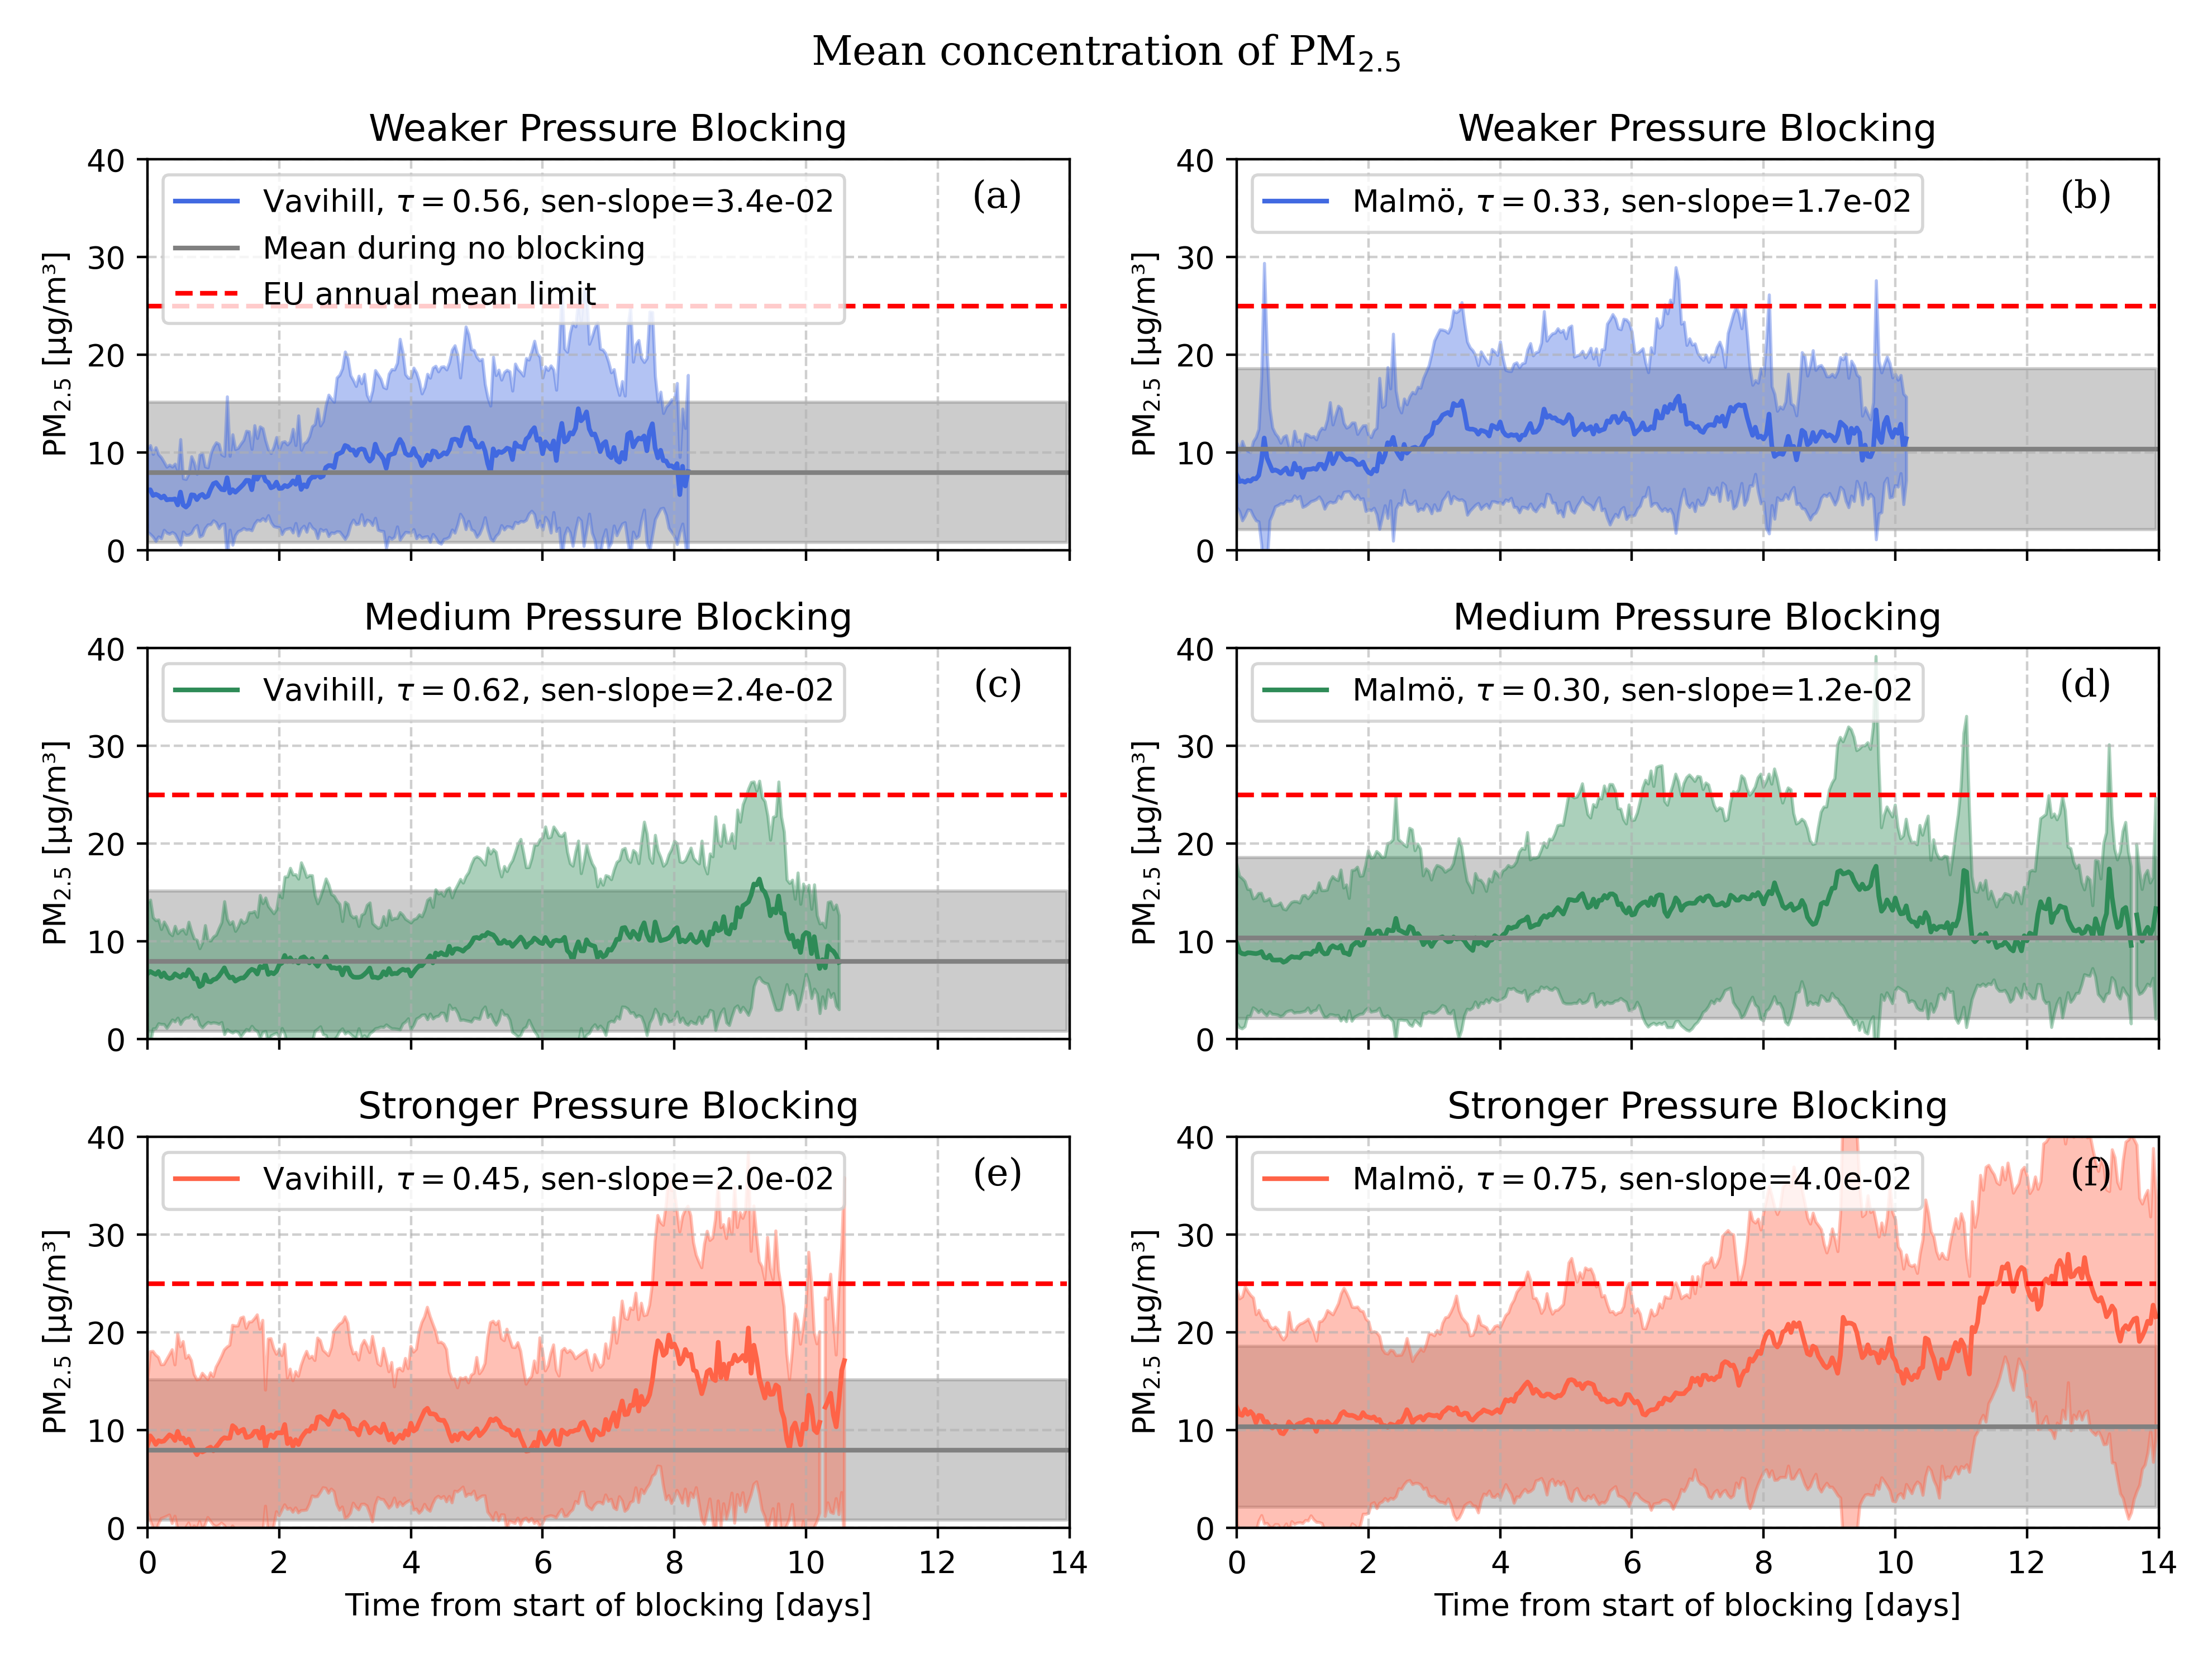 Mean concentration of PM₂.₅
Weaker Pressure Blocking
Weaker Pressure Blocking
40
30
20
10
0
PM₂.₅ [µg/m³]
Vavihill, τ = 0.56, sen-slope=3.4e-02
Mean during no blocking
EU annual mean limit
(a)
40
30
20
10
0
PM₂.₅ [µg/m³]
Malmö, τ = 0.33, sen-slope=1.7e-02
(b)
Medium Pressure Blocking
Medium Pressure Blocking
40
30
20
10
0
PM₂.₅ [µg/m³]
Vavihill, τ = 0.62, sen-slope=2.4e-02
(c)
40
30
20
10
0
PM₂.₅ [µg/m³]
Malmö, τ = 0.30, sen-slope=1.2e-02
(d)
Stronger Pressure Blocking
Stronger Pressure Blocking
40
30
20
10
0
PM₂.₅ [µg/m³]
Vavihill, τ = 0.45, sen-slope=2.0e-02
(e)
0 2 4 6 8 10 12 14
Time from start of blocking [days]
40
30
20
10
0
PM₂.₅ [µg/m³]
Malmö, τ = 0.75, sen-slope=4.0e-02
(f)
0 2 4 6 8 10 12 14
Time from start of blocking [days]